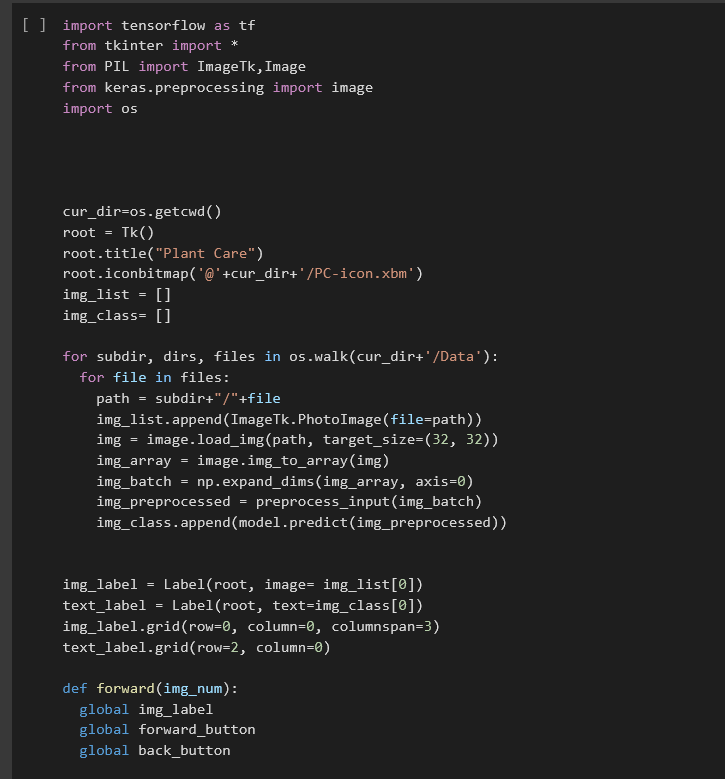 [ ] import tensorflow as tf
from tkinter import *
from PIL import ImageTk,Image
from keras.preprocessing import image
import os
cur_dir=os.getcwd()
root = Tk()
root.title("Plant Care")
root.iconbitmap('@'+cur_dir+'/PC-icon.xbm')
img_list = []
img_class= []
for subdir, dirs, files in os.walk(cur_dir+'/Data'):
  for file in files:
    path = subdir+"/"+file
    img_list.append(ImageTk.PhotoImage(file=path))
    img = image.load_img(path, target_size=(32, 32))
    img_array = image.img_to_array(img)
    img_batch = np.expand_dims(img_array, axis=0)
    img_preprocessed = preprocess_input(img_batch)
    img_class.append(model.predict(img_preprocessed))
img_label = Label(root, image= img_list[0])
text_label = Label(root, text=img_class[0])
img_label.grid(row=0, column=0, columnspan=3)
text_label.grid(row=2, column=0)
def forward(img_num):
  global img_label
  global forward_button
  global back_button